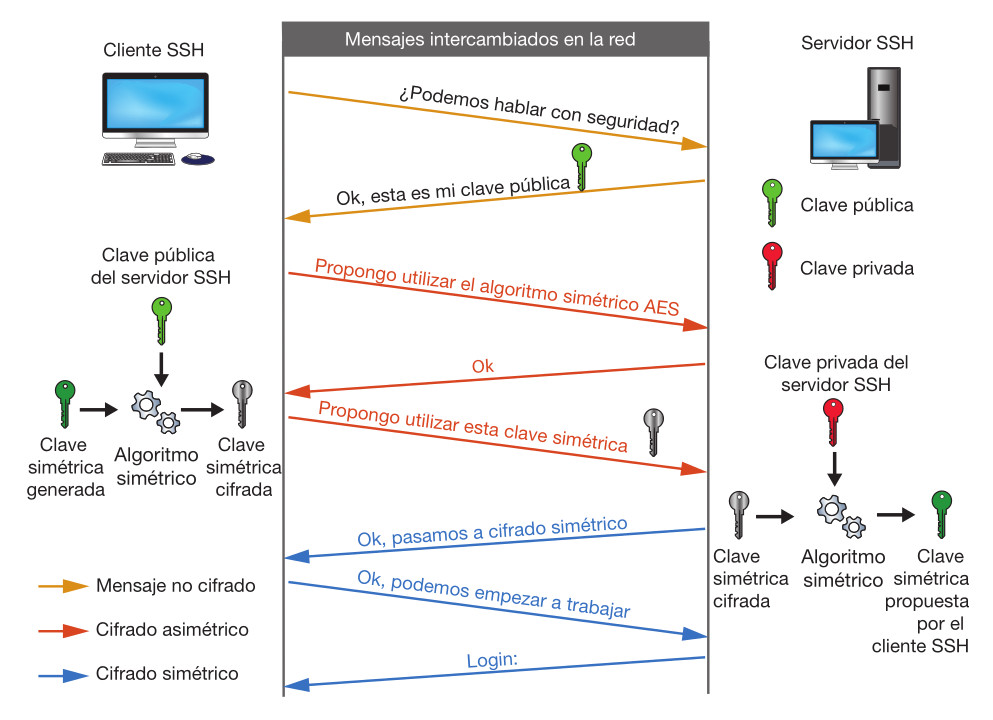 Mensajes intercambiados en la red
Cliente SSH
Servidor SSH
¿Podemos hablar con seguridad?
Ok, esta es mi clave pública
Clave pública
Clave privada
Clave pública
del servidor SSH
Propongo utilizar el algoritmo simétrico AES
Ok
Clave privada del
servidor SSH
Propongo utilizar esta clave simétrica
Clave
simétrica
generada
Algoritmo
simétrico
Clave
simétrica
cifrada
Ok, pasamos a cifrado simétrico
Clave
simétrica
cifrada
Algoritmo
simétrico
Clave
simétrica
propuesta
por el
cliente SSH
Ok, podemos empezar a trabajar
Login:
Mensaje no cifrado
Cifrado asimétrico
Cifrado simétrico